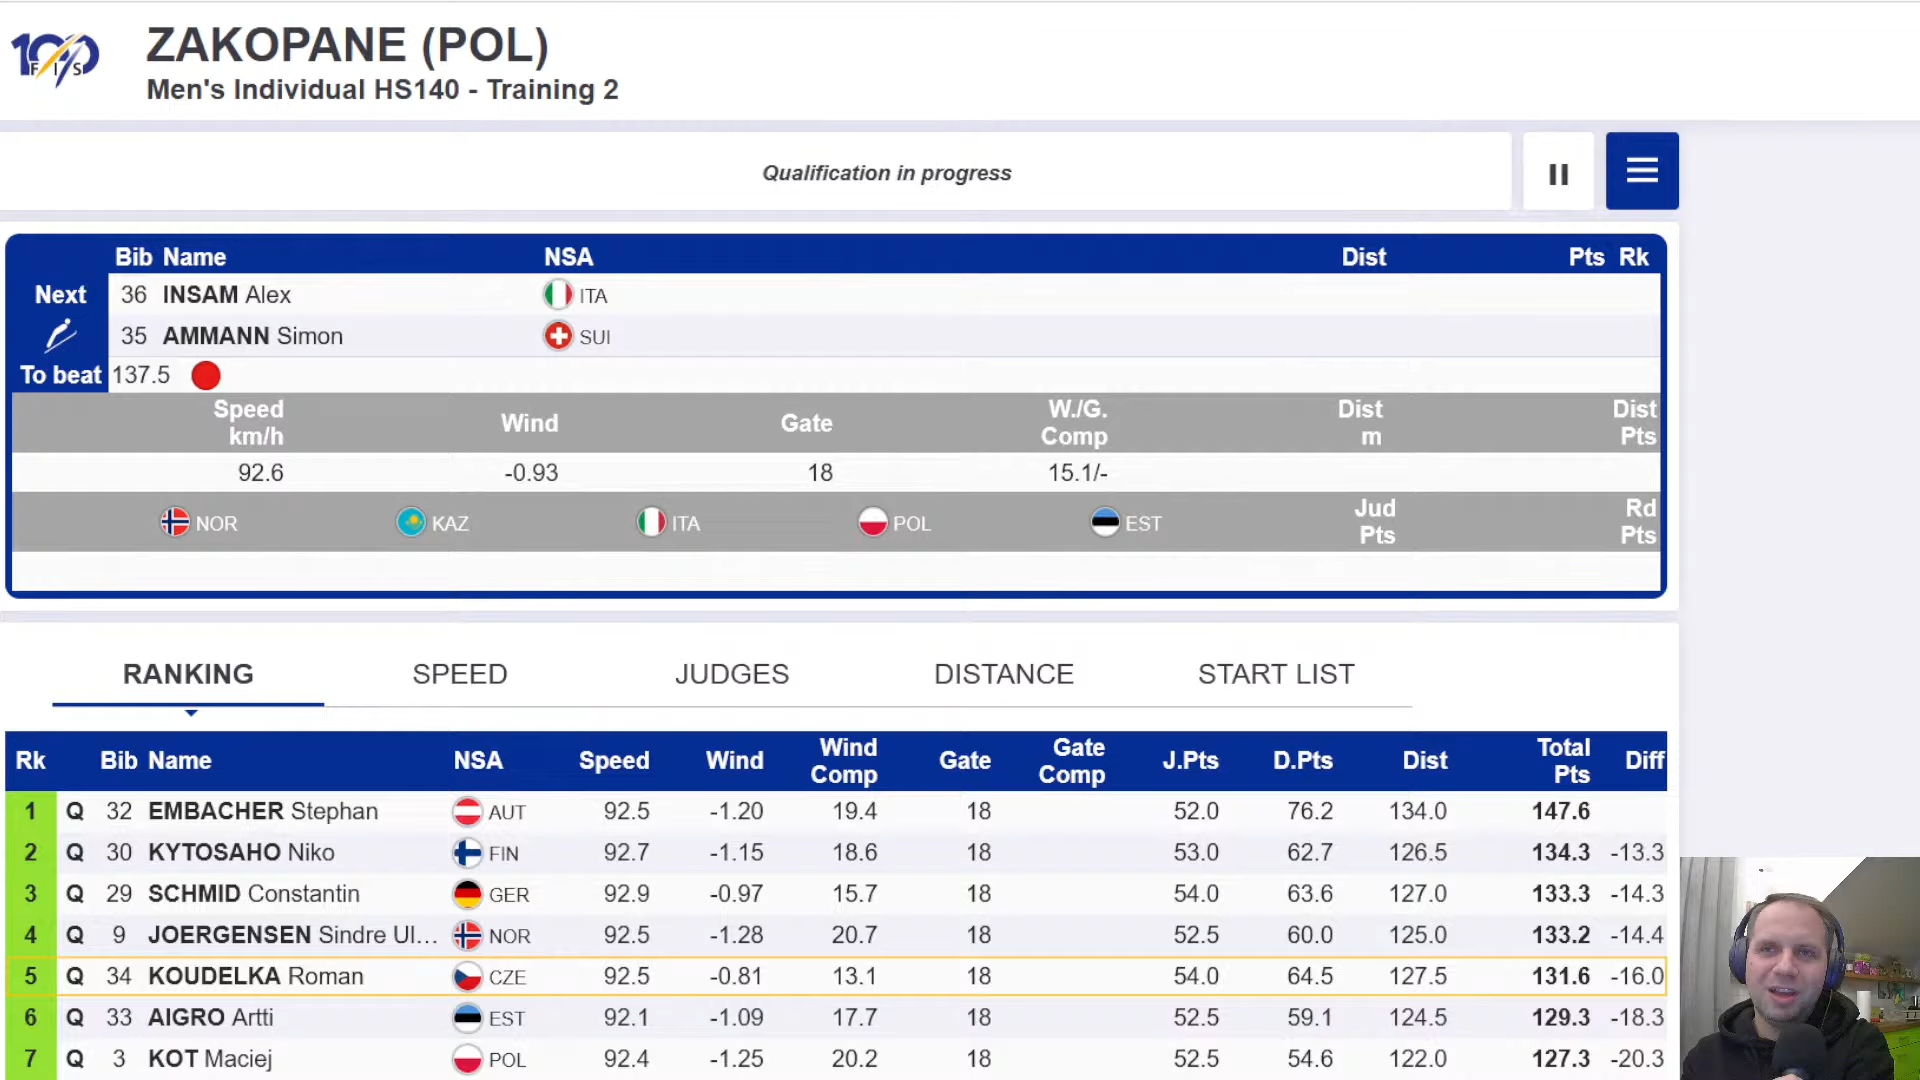 100 FIS
ZAKOPANE (POL)
Men's Individual HS140 - Training 2
Qualification in progress
Bib Name NSA Dist Pts Rk
Next 36 INSAM Alex ITA
35 AMMANN Simon SUI
To beat 137.5
Speed km/h Wind Gate W./G. Comp Dist m Dist Pts
92.6 -0.93 18 15.1/-
NOR KAZ ITA POL EST Jud Pts Rd Pts
RANKING SPEED JUDGES DISTANCE START LIST
Rk Bib Name NSA Speed Wind Wind Comp Gate Gate Comp J.Pts D.Pts Dist Total Pts Diff
1 Q 32 EMBACHER Stephan AUT 92.5 -1.20 19.4 18 52.0 76.2 134.0 147.6
2 Q 30 KYTOSAHO Niko FIN 92.7 -1.15 18.6 18 53.0 62.7 126.5 134.3 -13.3
3 Q 29 SCHMID Constantin GER 92.9 -0.97 15.7 18 54.0 63.6 127.0 133.3 -14.3
4 Q 9 JOERGENSEN Sindre Ul... NOR 92.5 -1.28 20.7 18 52.5 60.0 125.0 133.2 -14.4
5 Q 34 KOUDELKA Roman CZE 92.5 -0.81 13.1 18 54.0 64.5 127.5 131.6 -16.0
6 Q 33 AIGRO Artti EST 92.1 -1.09 17.7 18 52.5 59.1 124.5 129.3 -18.3
7 Q 3 KOT Maciej POL 92.4 -1.25 20.2 18 52.5 54.6 122.0 127.3 -20.3